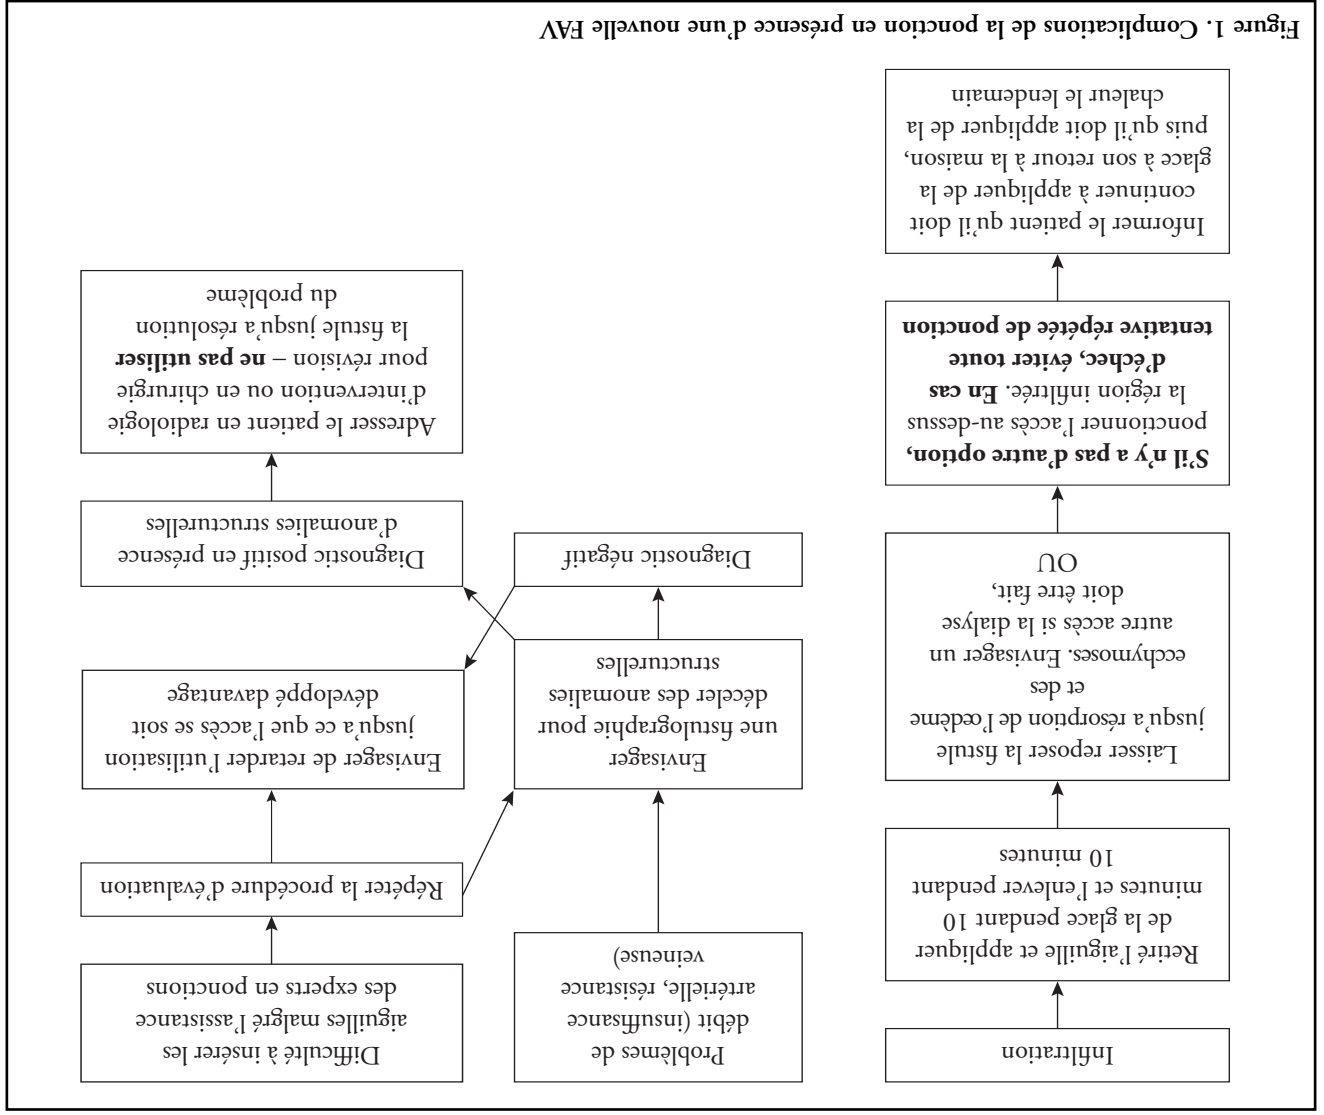 Infiltration
Retiré l'aiguille et appliquer
de la glace pendant 10
minutes et l'enlever pendant
10 minutes
Laisser reposer la fistule
jusqu'a résorption de l'œdème
et des
ecchymoses. Envisager un
autre accès si la dialyse
doit être fait,
OU
S'il n'y a pas d'autre option,
ponctionner l'accès au-dessus
la région infiltrée. En cas
d'échec, éviter toute
tentative répétée de ponction
Informer le patient qu'il doit
continuer à appliquer de la
glace à son retour à la maison,
puis qu'il doit appliquer de la
chaleur le lendemain
Problèmes de
débit (insuffisance
artérielle, résistance
veineuse)
Envisager
une fistulographie pour
déceler des anomalies
structurelles
Diagnostic négatif
Difficulté à insérer les
aiguilles malgré l'assistance
des experts en ponctions
Répéter la procédure d'évaluation
Envisager de retarder l'utilisation
jusqu'a ce que l'accès se soit
développé davantage
Diagnostic positif en présence
d'anomalies structurelles
Adresser le patient en radiologie
d'intervention ou en chirurgie
pour révision – ne pas utiliser
la fistule jusqu'a résolution
du problème
Figure 1. Complications de la ponction en présence d'une nouvelle FAV